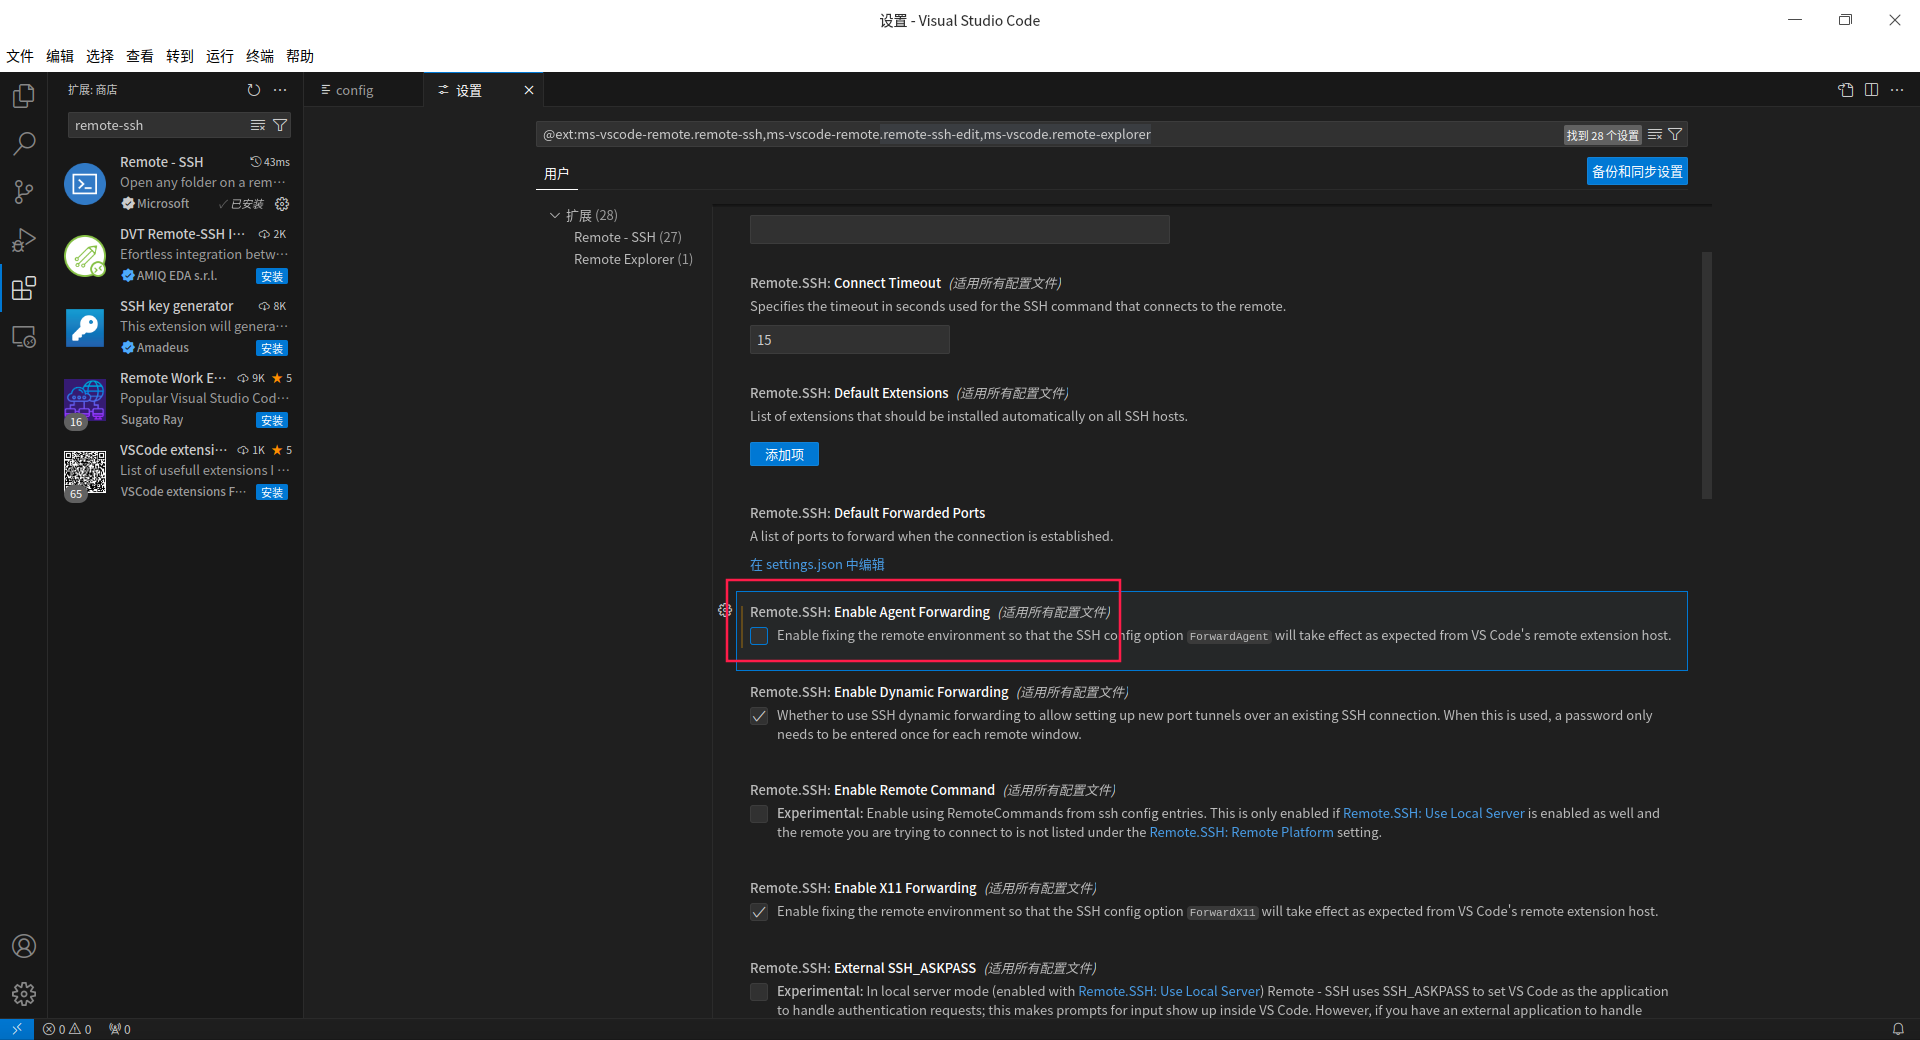 设置 - Visual Studio Code
文件 编辑 选择 查看 转到 运行 终端 帮助
扩展: 商店
remote-ssh
Remote - SSH 43ms
Open any folder on a rem···
Microsoft ✓ 已安装
DVT Remote-SSH I··· 2K
Efortless integration betw···
AMIQ EDA s.r.l. 安装
SSH key generator 8K
This extension will genera···
Amadeus 安装
Remote Work E··· 9K ★ 5
Popular Visual Studio Cod···
16 Sugato Ray 安装
VSCode extensi··· 1K ★ 5
List of usefull extensions I ···
65 VSCode extensions F··· 安装
config 设置
@ext:ms-vscode-remote.remote-ssh,ms-vscode-remote.remote-ssh-edit,ms-vscode.remote-explorer 找到 28 个设置
用户 备份和同步设置
扩展 (28)
Remote - SSH (27)
Remote Explorer (1)
Remote.SSH: Connect Timeout (适用所有配置文件)
Specifies the timeout in seconds used for the SSH command that connects to the remote.
15
Remote.SSH: Default Extensions (适用所有配置文件)
List of extensions that should be installed automatically on all SSH hosts.
添加项
Remote.SSH: Default Forwarded Ports
A list of ports to forward when the connection is established.
在 settings.json 中编辑
Remote.SSH: Enable Agent Forwarding (适用所有配置文件)
Enable fixing the remote environment so that the SSH config option ForwardAgent will take effect as expected from VS Code's remote extension host.
Remote.SSH: Enable Dynamic Forwarding (适用所有配置文件)
Whether to use SSH dynamic forwarding to allow setting up new port tunnels over an existing SSH connection. When this is used, a password only
needs to be entered once for each remote window.
Remote.SSH: Enable Remote Command (适用所有配置文件)
Experimental: Enable using RemoteCommands from ssh config entries. This is only enabled if Remote.SSH: Use Local Server is enabled as well and
the remote you are trying to connect to is not listed under the Remote.SSH: Remote Platform setting.
Remote.SSH: Enable X11 Forwarding (适用所有配置文件)
Enable fixing the remote environment so that the SSH config option ForwardX11 will take effect as expected from VS Code's remote extension host.
Remote.SSH: External SSH_ASKPASS (适用所有配置文件)
Experimental: In local server mode (enabled with Remote.SSH: Use Local Server) Remote - SSH uses SSH_ASKPASS to set VS Code as the application
to handle authentication requests; this makes prompts for input show up inside VS Code. However, if you have an external application to handle
0 0 0